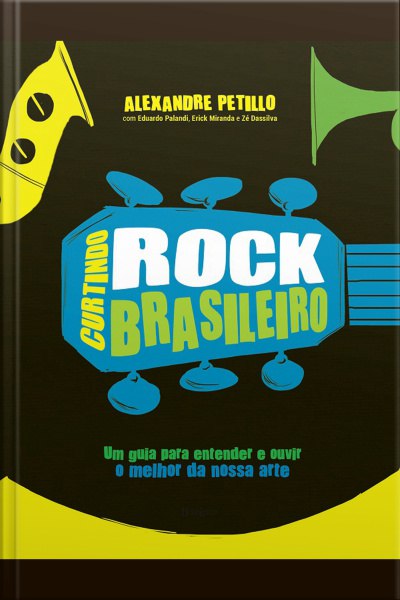 ALEXANDRE PETILLO
com Eduardo Palandi, Erick Miranda e Zé Dassilva
CURTINDO
ROCK
BRASILEIRO
Um guia para entender e ouvir
o melhor da nossa arte